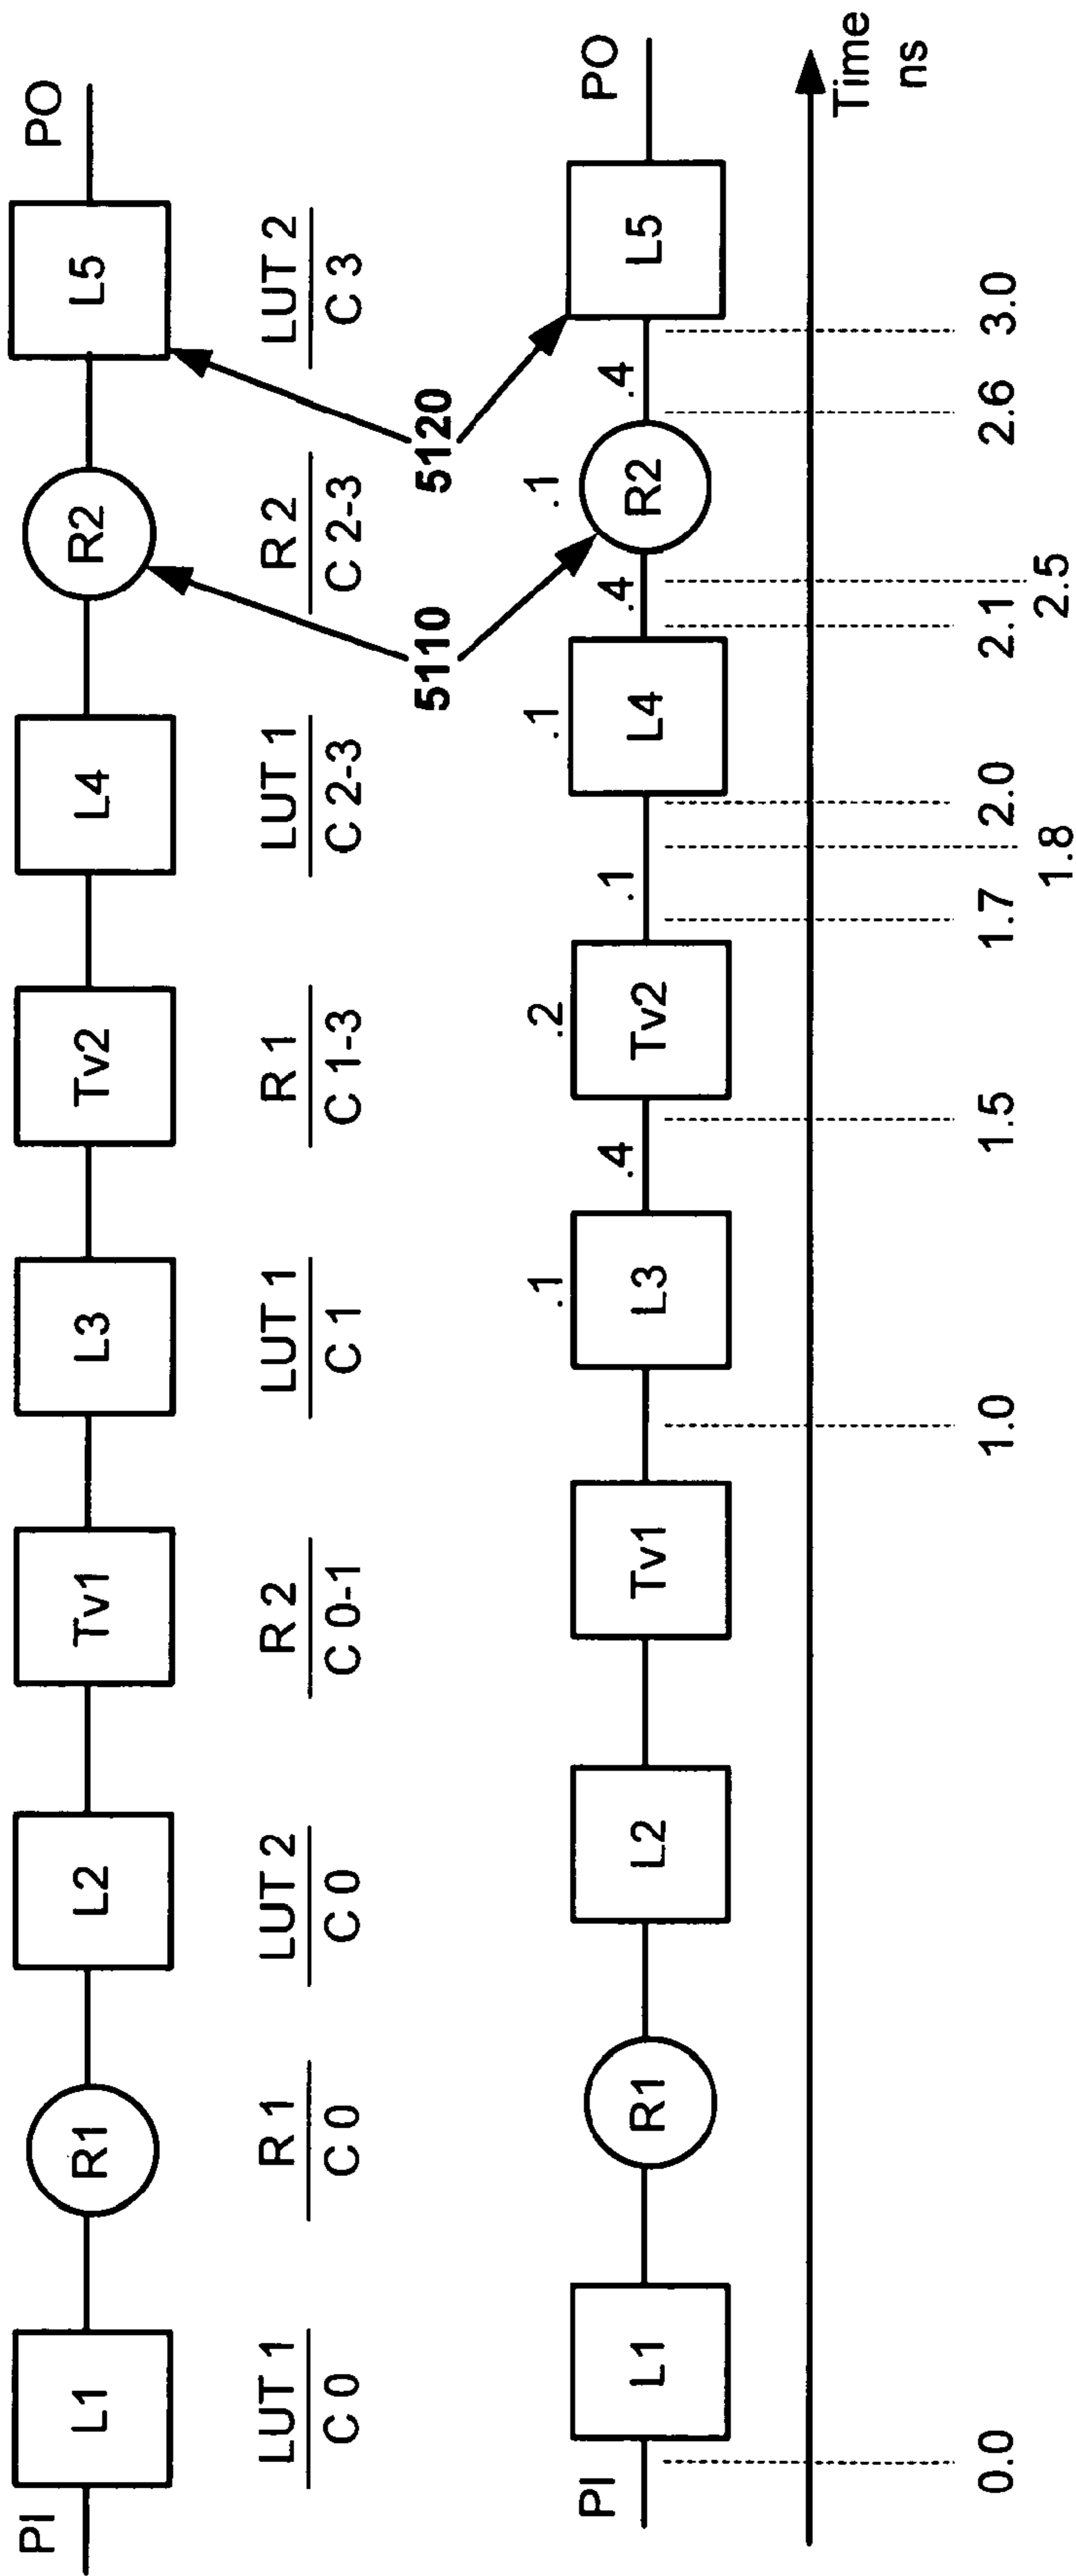 PI
L1
R1
L2
Tv1
L3
Tv2
L4
R2
L5
PO
LUT 1
C 0
R 1
C 0
LUT 2
C 0
R 2
C 0-1
LUT 1
C 1
R 1
C 1-3
LUT 1
C 2-3
R 2
C 2-3
LUT 2
C 3
5110
5120
.1
.2
.1
.1
PI
L1
R1
L2
Tv1
L3
.4
Tv2
.1
L4
.4
R2
.4
L5
PO
Time
ns
0.0
1.0
1.5
1.7
2.0
2.1
2.6
3.0
1.8
2.5